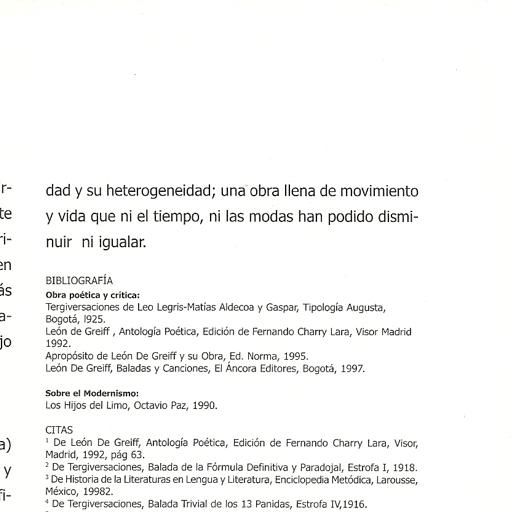 r-
te
ri-
en
ás
a-
jo
a)
y
fi-
dad y su heterogeneidad; una obra llena de movimiento
y vida que ni el tiempo, ni las modas han podido dismi-
nuir ni igualar.
BIBLIOGRAFÍA
Obra poética y critica:
Tergiversaciones de Leo Legris-Matías Aldecoa y Gaspar, Tipología Augusta,
Bogotá, l925.
León de Greiff , Antología Poética, Edición de Fernando Charry Lara, Visor Madrid
1992.
Apropósito de León De Greiff y su Obra, Ed. Norma, 1995.
León De Greiff, Baladas y Canciones, El Áncora Editores, Bogotá, 1997.
Sobre el Modernismo:
Los Hijos del Limo, Octavio Paz, 1990.
CITAS
1 De León De Greiff, Antología Poética, Edición de Fernando Charry Lara, Visor,
Madrid, 1992, pág 63.
2 De Tergiversaciones, Balada de la Fórmula Definitiva y Paradojal, Estrofa I, 1918.
3 De Historia de la Literaturas en Lengua y Literatura, Enciclopedia Metódica, Larousse,
México, 19982.
4 De Tergiversaciones, Balada Trivial de los 13 Panidas, Estrofa IV,1916.